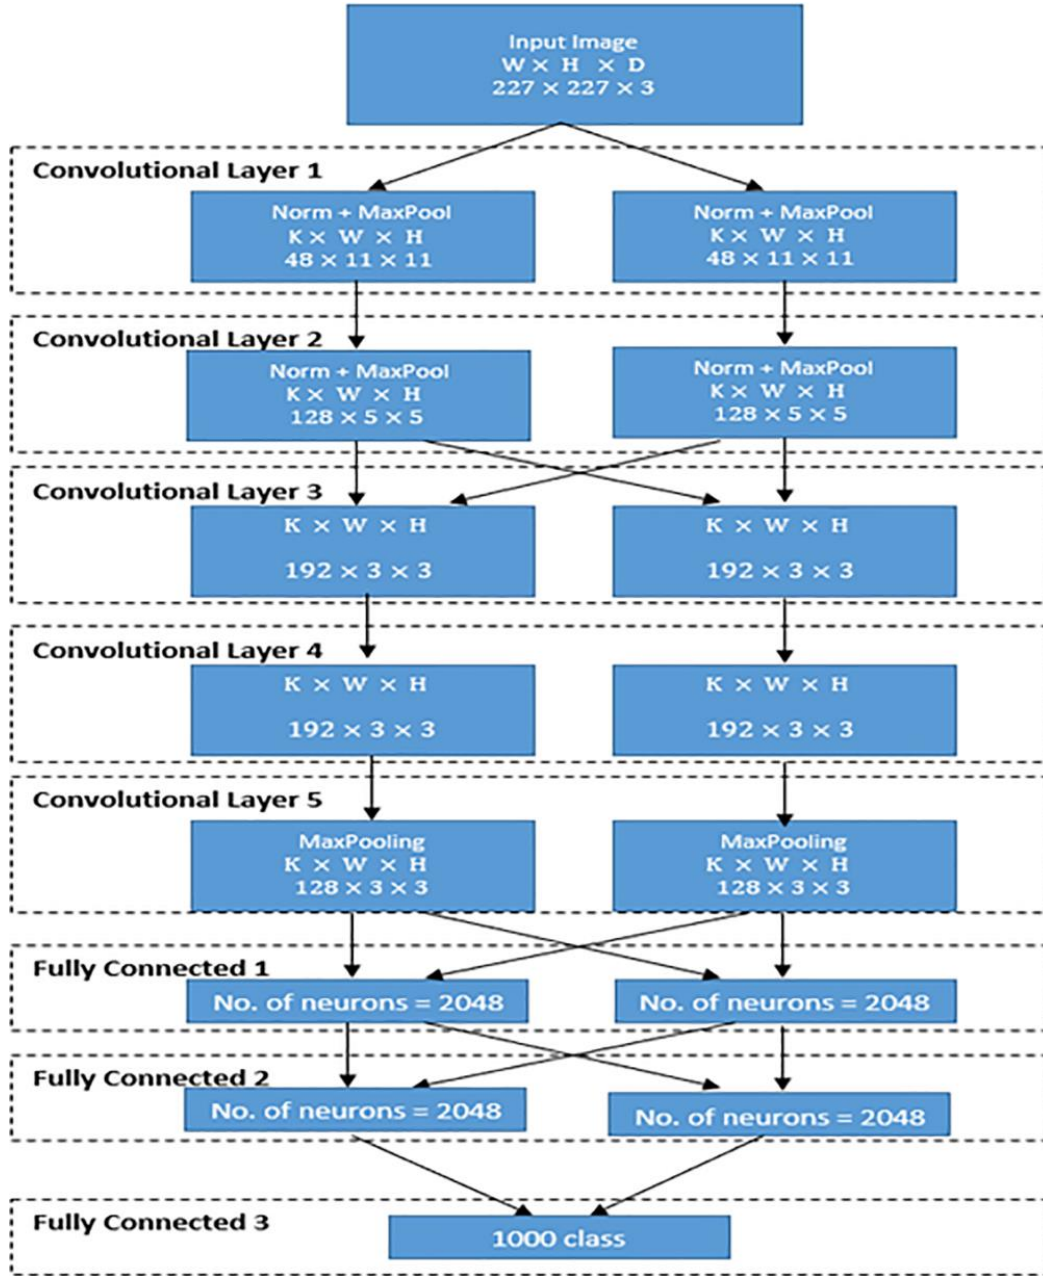 Input Image
W × H × D
227 × 227 × 3
Convolutional Layer 1
Norm + MaxPool
K × W × H
48 × 11 × 11
Norm + MaxPool
K × W × H
48 × 11 × 11
Convolutional Layer 2
Norm + MaxPool
K × W × H
128 × 5 × 5
Norm + MaxPool
K × W × H
128 × 5 × 5
Convolutional Layer 3
K × W × H
192 × 3 × 3
K × W × H
192 × 3 × 3
Convolutional Layer 4
K × W × H
192 × 3 × 3
K × W × H
192 × 3 × 3
Convolutional Layer 5
MaxPooling
K × W × H
128 × 3 × 3
MaxPooling
K × W × H
128 × 3 × 3
Fully Connected 1
No. of neurons = 2048
No. of neurons = 2048
Fully Connected 2
No. of neurons = 2048
No. of neurons = 2048
Fully Connected 3
1000 class